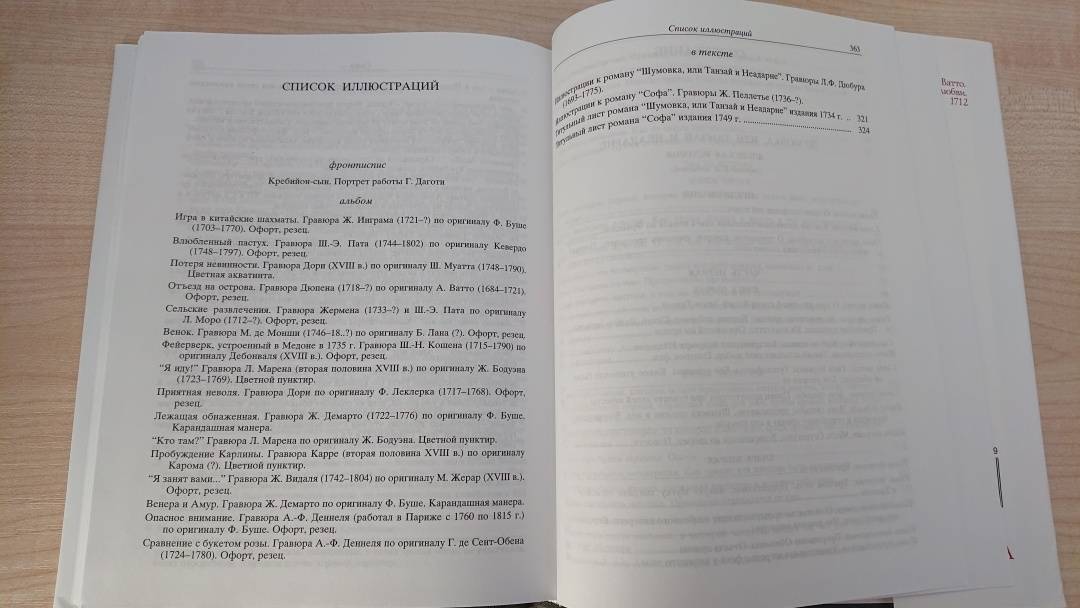 СПИСОК ИЛЛЮСТРАЦИЙ
фронтиспис
Кребийон-сын. Портрет работы Г. Даготи
альбом
Игра в китайские шахматы. Гравюра Ж. Инграма (1721–?) по оригиналу Ф. Буше
(1703–1770). Офорт, резец.
Влюбленный пастух. Гравюра Ш.-Э. Пата (1744–1802) по оригиналу Кевердо
(1748–1797). Офорт, резец.
Потеря невинности. Гравюра Дори (XVIII в.) по оригиналу Ш. Муатта (1748–1790).
Цветная акватинта.
Отъезд на острова. Гравюра Дюпена (1718–?) по оригиналу А. Ватто (1684–1721).
Офорт, резец.
Сельские развлечения. Гравюра Жермена (1733–?) и Ш.-Э. Пата по оригиналу
Л. Моро (1712–?). Офорт, резец.
Венок. Гравюра М. де Монши (1746–18..?) по оригиналу Б. Лана (?). Офорт, резец.
Фейерверк, устроенный в Медоне в 1735 г. Гравюра Ш.-Н. Кошена (1715–1790) по
оригиналу Дебонваля (XVIII в.). Офорт, резец.
“Я иду!” Гравюра Л. Марена (вторая половина XVIII в.) по оригиналу Ж. Бодуэна
(1723–1769). Цветной пунктир.
Приятная неволя. Гравюра Дори по оригиналу Ф. Леклерка (1717–1768). Офорт,
резец.
Лежащая обнаженная. Гравюра Ж. Демарто (1722–1776) по оригиналу Ф. Буше.
Карандашная манера.
“Кто там?” Гравюра Л. Марена по оригиналу Ж. Бодуэна. Цветной пунктир.
Пробуждение Карлины. Гравюра Карре (вторая половина XVIII в.) по оригиналу
Карома (?). Цветной пунктир.
“Я занят вами...” Гравюра Ж. Видаля (1742–1804) по оригиналу М. Жерар (XVIII в.).
Офорт, резец.
Венера и Амур. Гравюра Ж. Демарто по оригиналу Ф. Буше. Карандашная манера.
Опасное внимание. Гравюра А.-Ф. Деннеля (работал в Париже с 1760 по 1815 г.)
по оригиналу Ф. Буше. Офорт, резец.
Сравнение с букетом розы. Гравюра А.-Ф. Деннеля по оригиналу Г. де Сент-Обена
(1724–1780). Офорт, резец.
Список иллюстраций 363
в тексте
Иллюстрации к роману “Шумовка, или Танзай и Неадарне”. Гравюры Л.Ф. Дюбура
(1693–1775).
Иллюстрации к роману “Софа”. Гравюры Ж. Пеллетье (1736–?).
Титульный лист романа “Шумовка, или Танзай и Неадарне” издания 1734 г. .. 321
Титульный лист романа “Софа” издания 1749 г. ........................ 324
Ватто.
любви.
1712
9